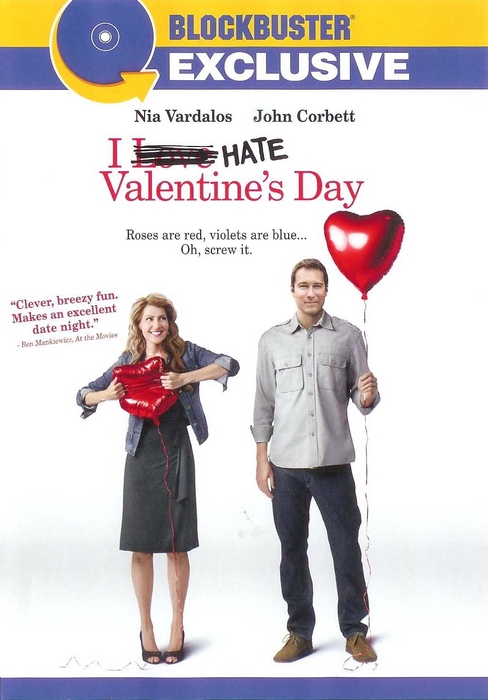 BLOCKBUSTER®
EXCLUSIVE
Nia Vardalos John Corbett
I Love HATE
Valentine's Day
Roses are red, violets are blue...
Oh, screw it.
"Clever, breezy fun.
Makes an excellent
date night."
- Ben Mankiewicz, At the Movies